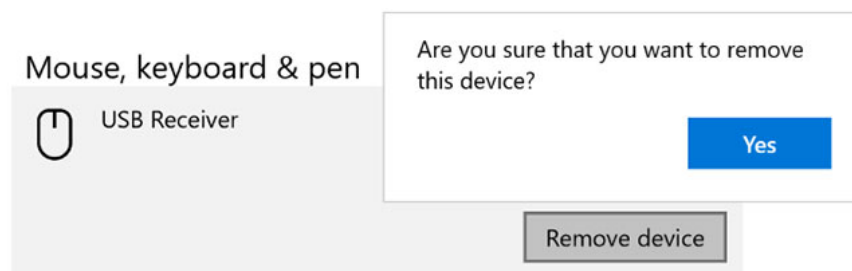 Mouse, keyboard & pen
USB Receiver
Are you sure that you want to remove
this device?
Yes
Remove device